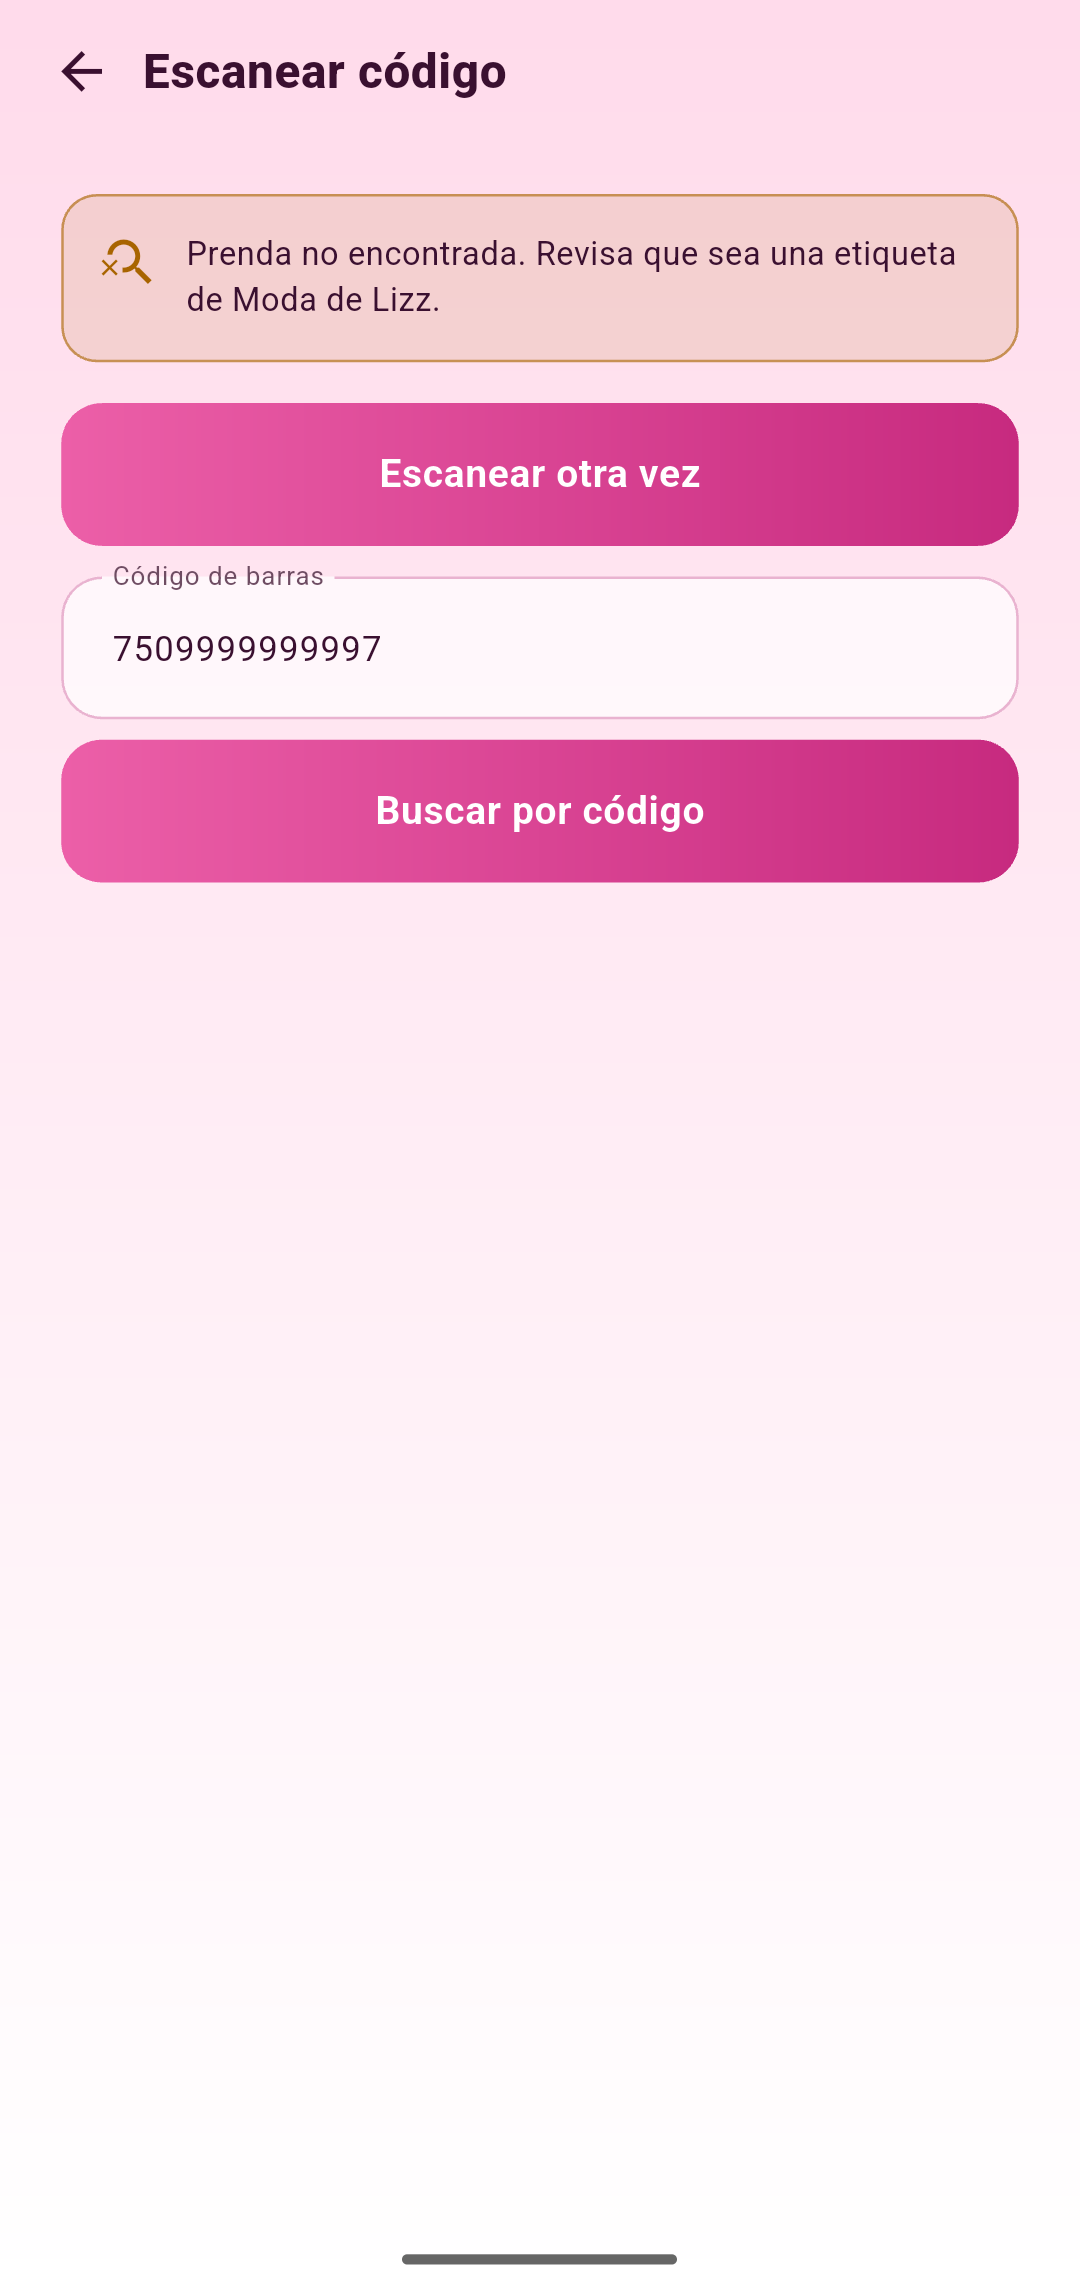 Escanear código
Prenda no encontrada. Revisa que sea una etiqueta
de Moda de Lizz.
Escanear otra vez
Código de barras
7509999999997
Buscar por código